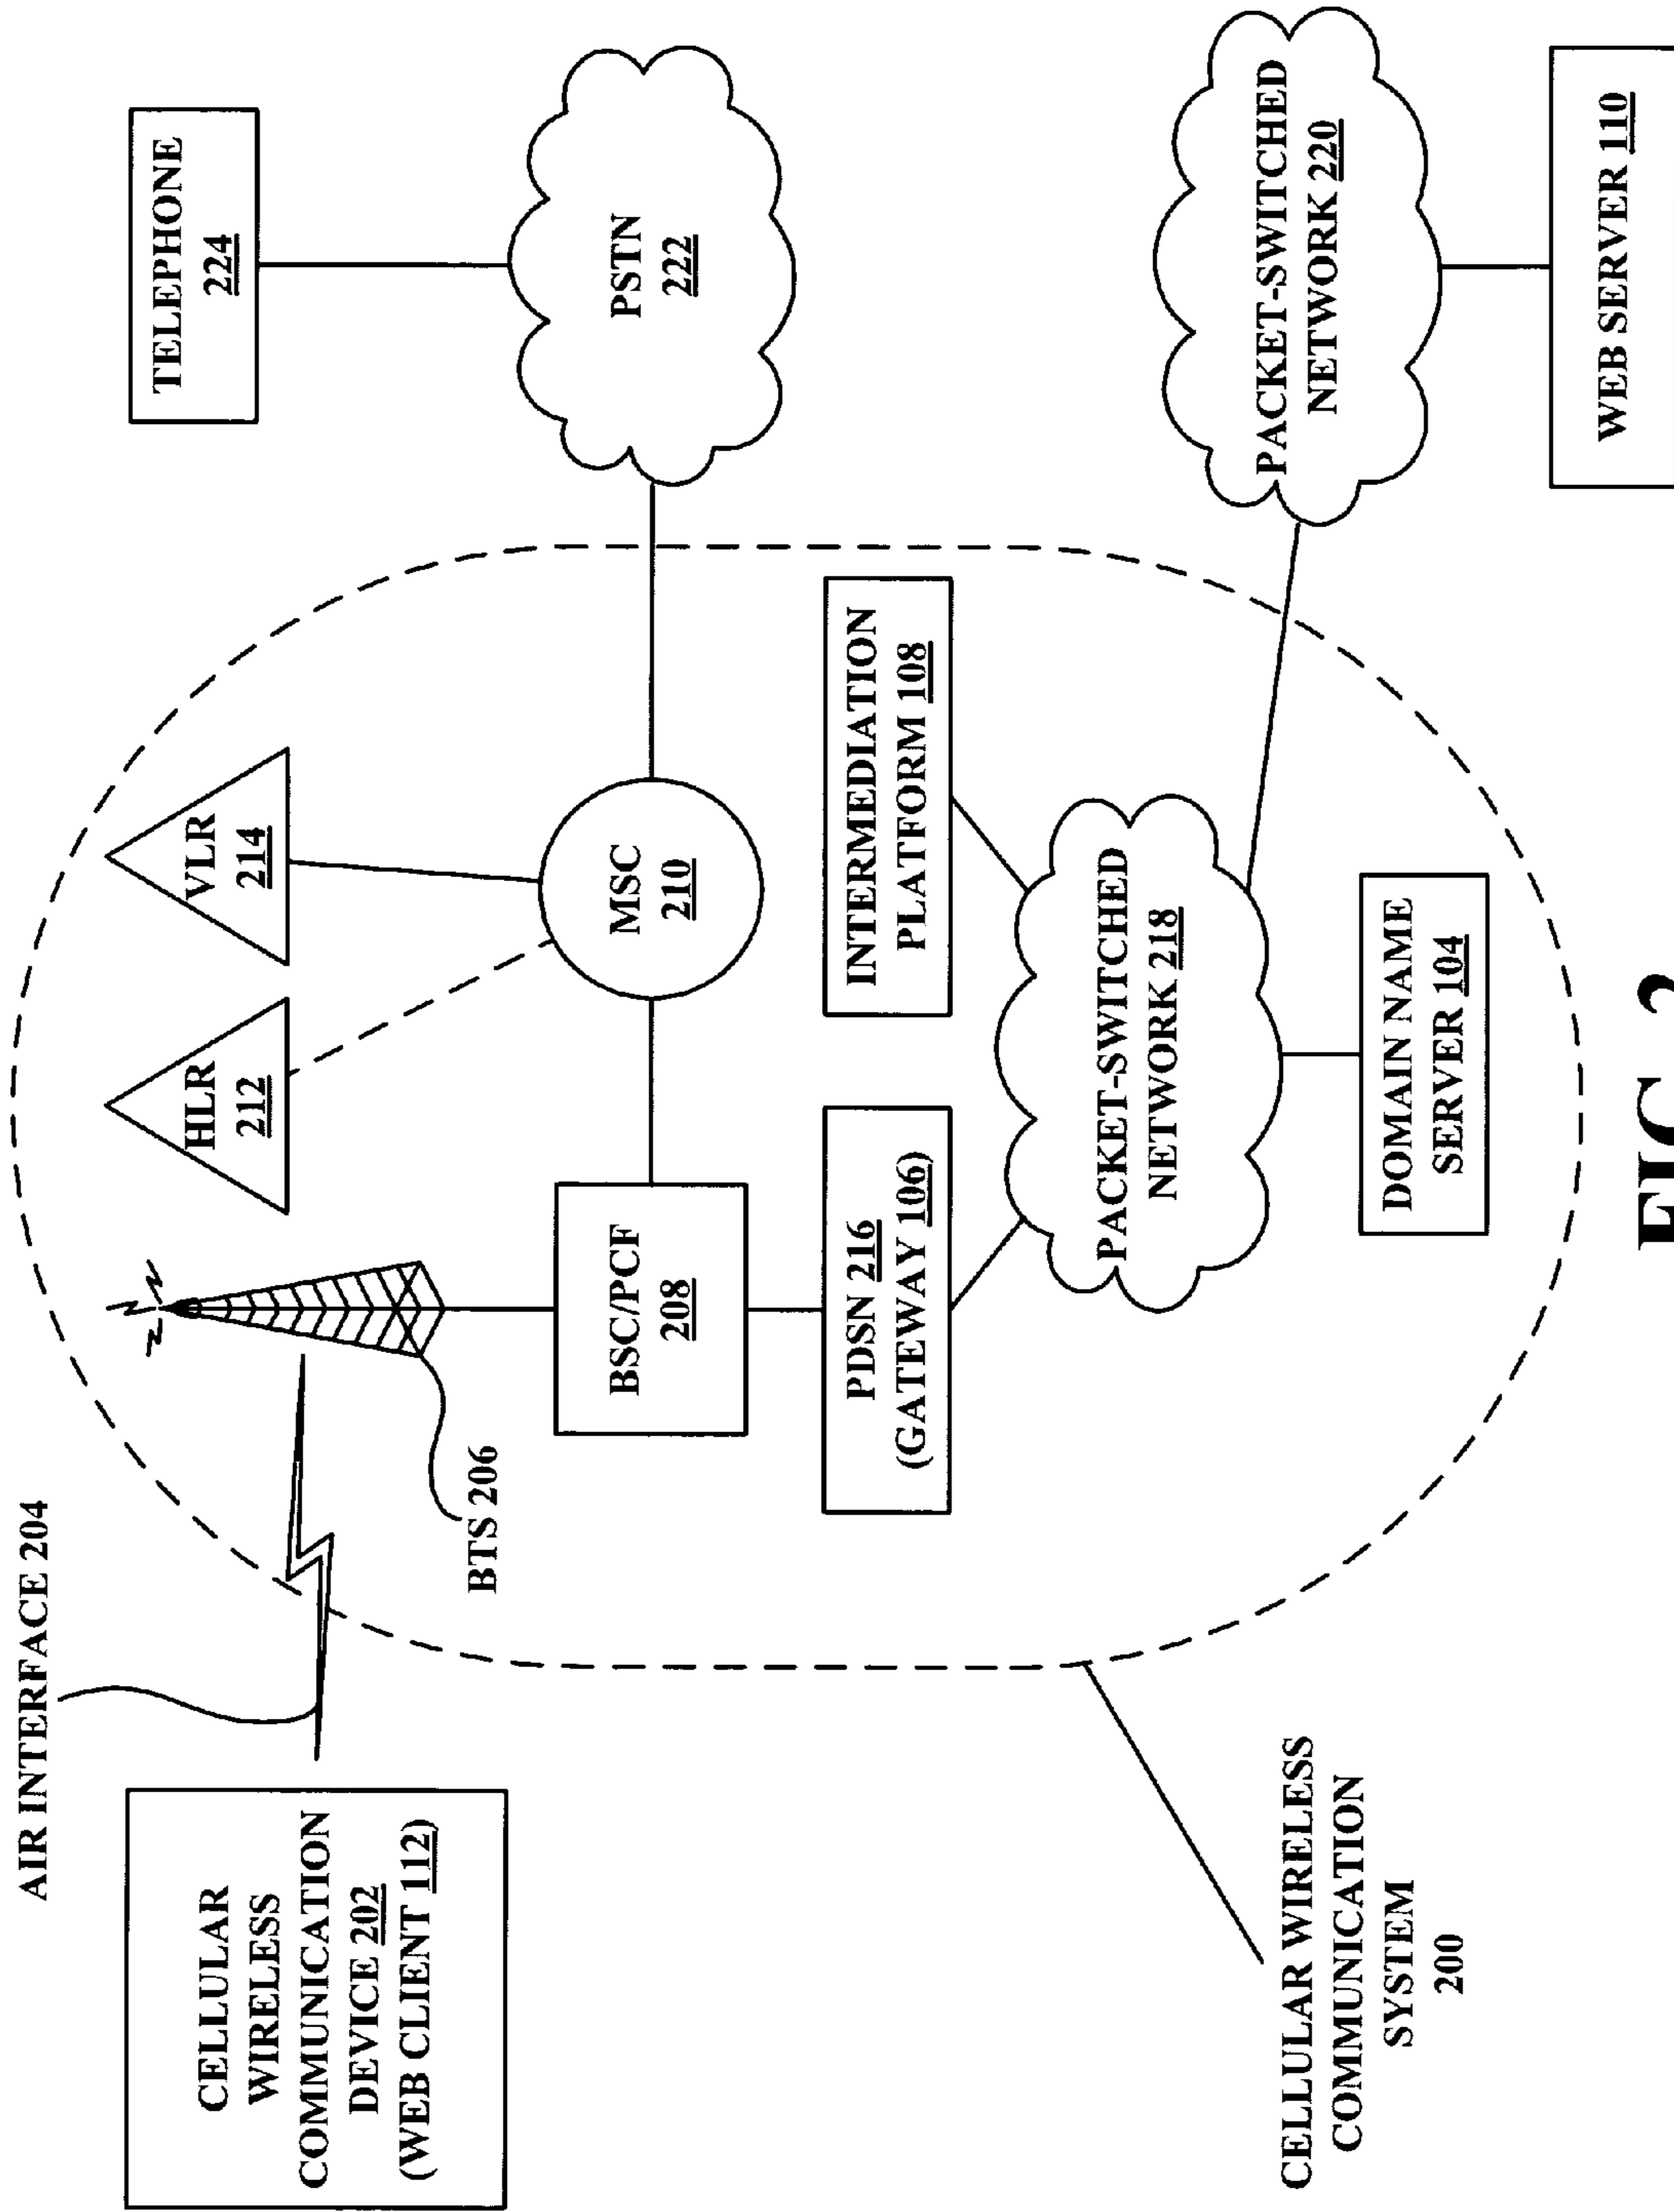 AIR INTERFACE 204
CELLULAR
WIRELESS
COMMUNICATION
DEVICE 202
(WEB CLIENT 112)
BTS 206
HLR
212
VLR
214
TELEPHONE
224
BSC/PCF
208
MSC
210
PSTN
222
PDSN 216
(GATEWAY 106)
INTERMEDIATION
PLATFORM 108
PACKET-SWITCHED
NETWORK 218
PACKET-SWITCHED
NETWORK 220
DOMAIN NAME
SERVER 104
WEB SERVER 110
CELLULAR WIRELESS
COMMUNICATION
SYSTEM
200
FIG. 2